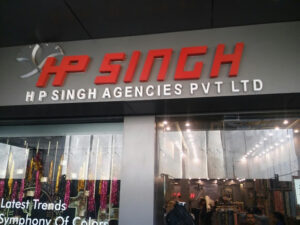 HP SINGH
H P SINGH AGENCIES PVT LTD
Latest Trends
Symphony Of Colors